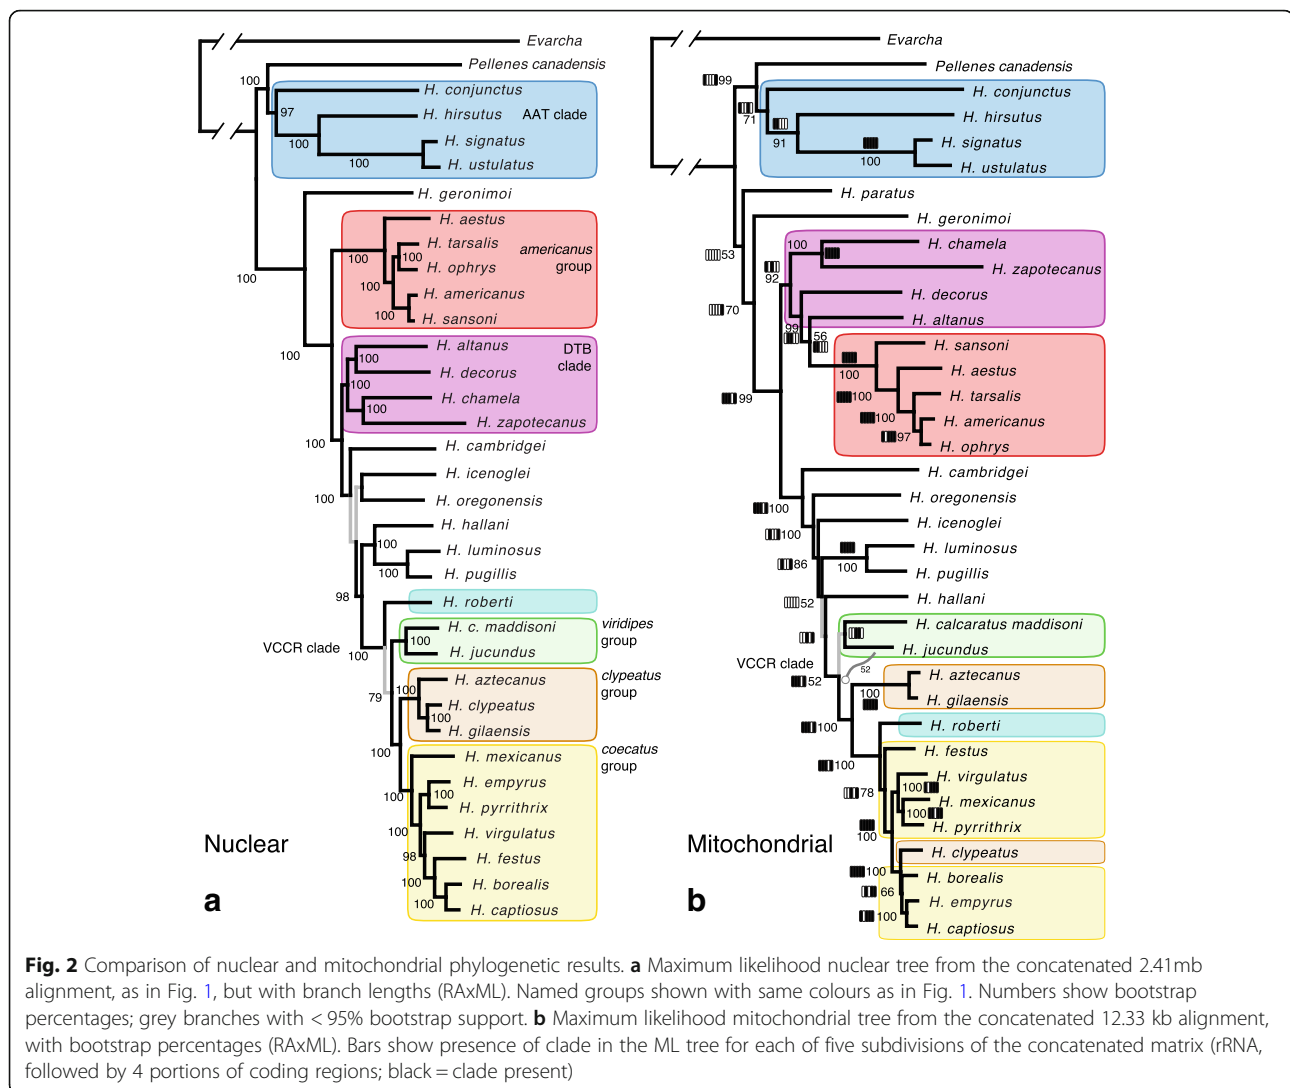 Evarcha
Pellenes canadensis
100
H. conjunctus
97
H. hirsutus
AAT clade
100
H. signatus
100
H. ustulatus
H. geronimoi
H. aestus
H. tarsalis
americanus
group
100
100
H. ophrys
100
100
H. americanus
100
H. sansoni
100
H. altanus
DTB
clade
100
H. decorus
100
H. chamela
100
H. zapotecanus
100
H. cambridgei
H. icenoglei
100
H. oregonensis
H. hallani
100
H. luminosus
100
H. pugillis
98
H. roberti
H. c. maddisoni
viridipes
group
100
VCCR clade
100
H. jucundus
H. aztecanus
clypeatus
group
100
79
H. clypeatus
100
H. gilaensis
100
coecatus
group
H. mexicanus
H. empyrus
100
100
H. pyrrithrix
100
H. virgulatus
98
H. festus
100
H. borealis
100
H. captiosus
Nuclear
a
Evarcha
Pellenes canadensis
99
H. conjunctus
71
H. hirsutus
91
H. signatus
100
H. ustulatus
H. paratus
H. geronimoi
53
100
H. chamela
92
H. zapotecanus
H. decorus
70
H. altanus
99
56
H. sansoni
100
H. aestus
99
100
H. tarsalis
100
H. americanus
97
H. ophrys
H. cambridgei
H. oregonensis
100
H. icenoglei
100
H. luminosus
86
100
H. pugillis
52
H. hallani
H. calcaratus maddisoni
H. jucundus
VCCR clade
52
52
H. aztecanus
100
H. gilaensis
100
H. roberti
H. festus
100
H. virgulatus
100
78
H. mexicanus
100
H. pyrrithrix
100
H. clypeatus
100
H. borealis
66
H. empyrus
100
H. captiosus
Mitochondrial
b
Fig. 2 Comparison of nuclear and mitochondrial phylogenetic results. a Maximum likelihood nuclear tree from the concatenated 2.41mb
alignment, as in Fig. 1, but with branch lengths (RAxML). Named groups shown with same colours as in Fig. 1. Numbers show bootstrap
percentages; grey branches with < 95% bootstrap support. b Maximum likelihood mitochondrial tree from the concatenated 12.33 kb alignment,
with bootstrap percentages (RAxML). Bars show presence of clade in the ML tree for each of five subdivisions of the concatenated matrix (rRNA,
followed by 4 portions of coding regions; black = clade present)